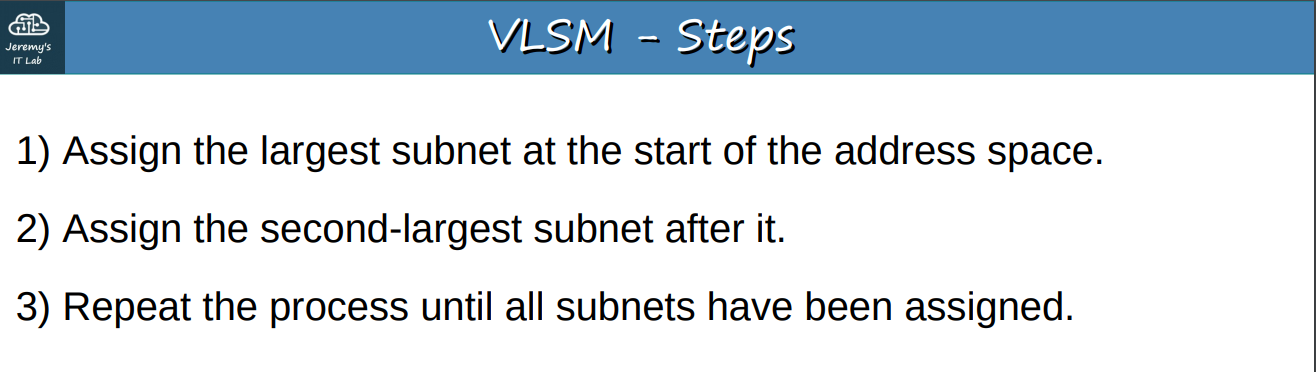 Jeremy's
IT Lab
VLSM - Steps
1) Assign the largest subnet at the start of the address space.
2) Assign the second-largest subnet after it.
3) Repeat the process until all subnets have been assigned.